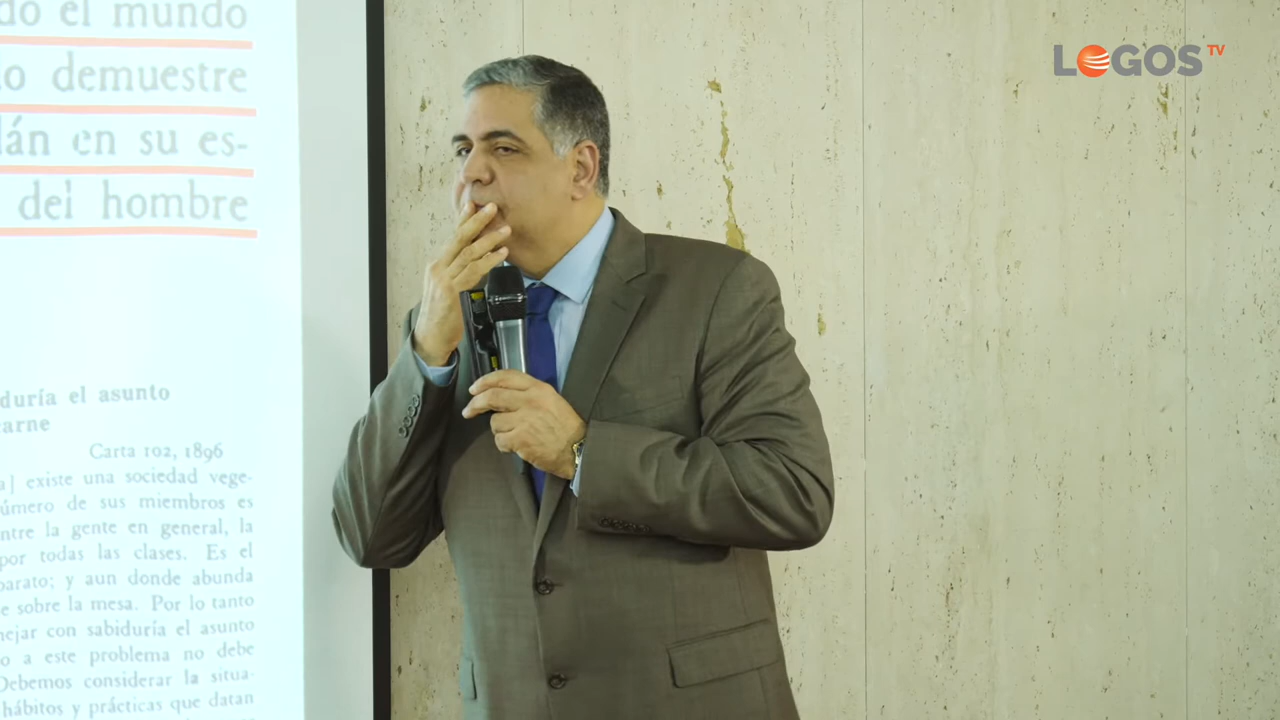 do el mundo
lo demuestre
lán en su es-
del hombre
LOGOS TV
duría el asunto
arne
Carta 102, 1896
a] existe una sociedad vege-
úmero de sus miembros es
ntre la gente en general, la
por todas las clases. Es el
parato; y aun donde abunda
e sobre la mesa. Por lo tanto
nejar con sabiduría el asunto
o a este problema no debe
Debemos considerar la situa-
hábitos y prácticas que datan